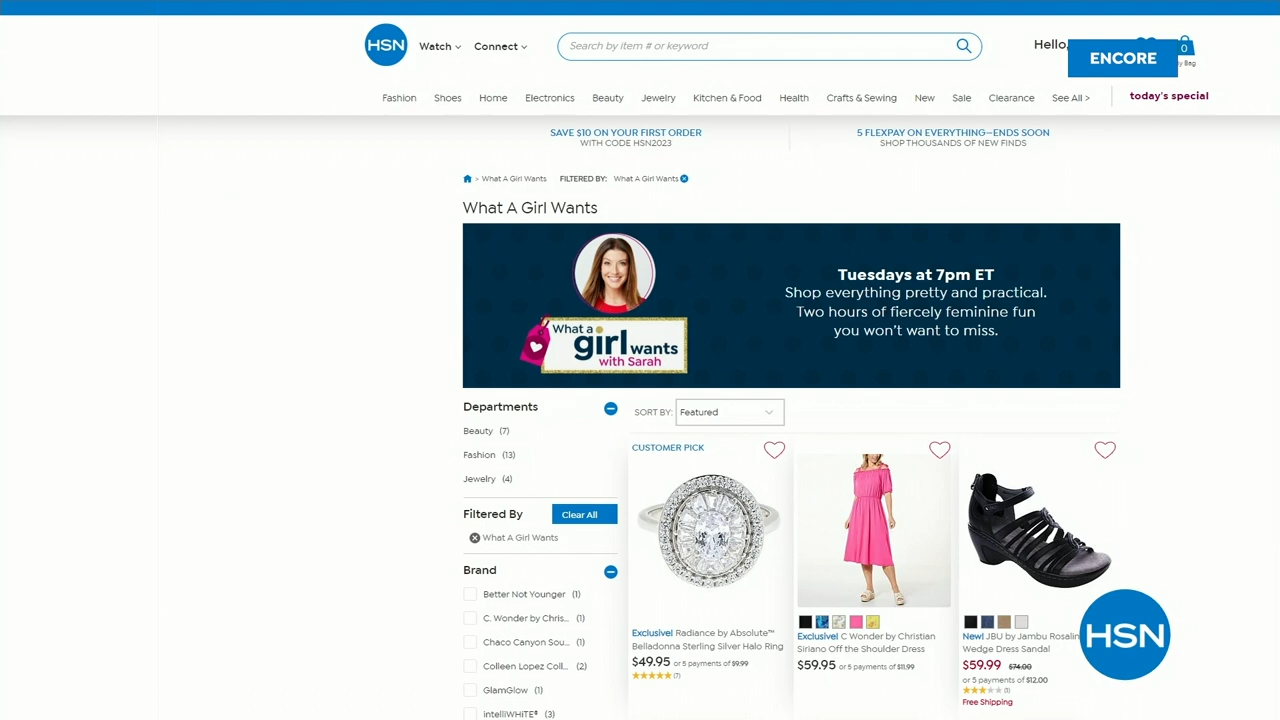 HSN
Watch
Connect
Search by item # or keyword
Hello,
ENCORE
0
Bag
Fashion
Shoes
Home
Electronics
Beauty
Jewelry
Kitchen & Food
Health
Crafts & Sewing
New
Sale
Clearance
See All >
today's special
SAVE $10 ON YOUR FIRST ORDER
WITH CODE HSN2023
5 FLEXPAY ON EVERYTHING—ENDS SOON
SHOP THOUSANDS OF NEW FINDS
> What A Girl Wants
FILTERED BY: What A Girl Wants
What A Girl Wants
What a
girl wants
with Sarah
Tuesdays at 7pm ET
Shop everything pretty and practical.
Two hours of fiercely feminine fun
you won't want to miss.
Departments
Beauty (7)
Fashion (13)
Jewelry (4)
Filtered By
Clear All
What A Girl Wants
Brand
Better Not Younger (1)
C. Wonder by Chris... (1)
Chaco Canyon Sou... (1)
Colleen Lopez Coll... (2)
GlamGlow (1)
intelliWHiTE® (3)
SORT BY: Featured
CUSTOMER PICK
Exclusive! Radiance by Absolute™
Belladonna Sterling Silver Halo Ring
$49.95 or 5 payments of $9.99
(7)
Exclusive! C Wonder by Christian
Siriano Off the Shoulder Dress
$59.95 or 5 payments of $11.99
New! JBU by Jambu Rosalin
Wedge Dress Sandal
$59.99 $74.00
or 5 payments of $12.00
Free Shipping
HSN